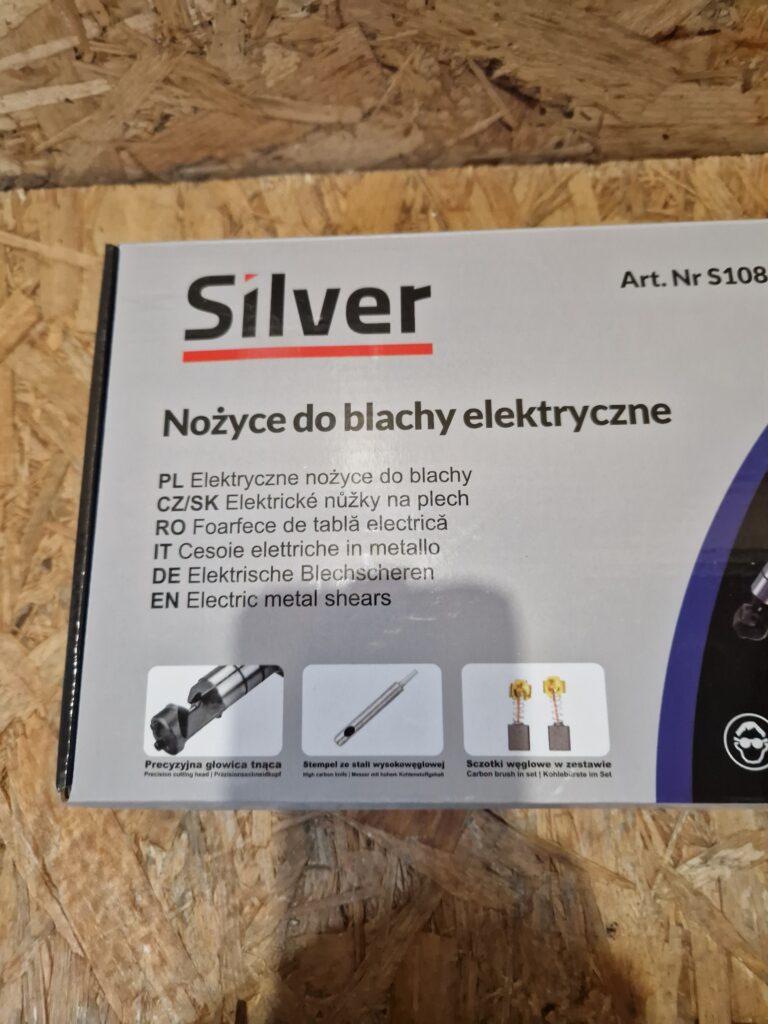 Silver
Art. Nr S108
Nożyce do blachy elektryczne
PL Elektryczne nożyce do blachy
CZ/SK Elektrické nůžky na plech
RO Foarfece de tablă electrică
IT Cesoie elettriche in metallo
DE Elektrische Blechscheren
EN Electric metal shears
Precyzyjna głowica tnąca
Precision cutting head | Präzisionsschneidkopf
Stempel ze stali wysokowęglowej
High carbon knife | Messer mit hohem Kohlenstoffgehalt
Szczotki węglowe w zestawie
Carbon brush in set | Kohlebürste im Set